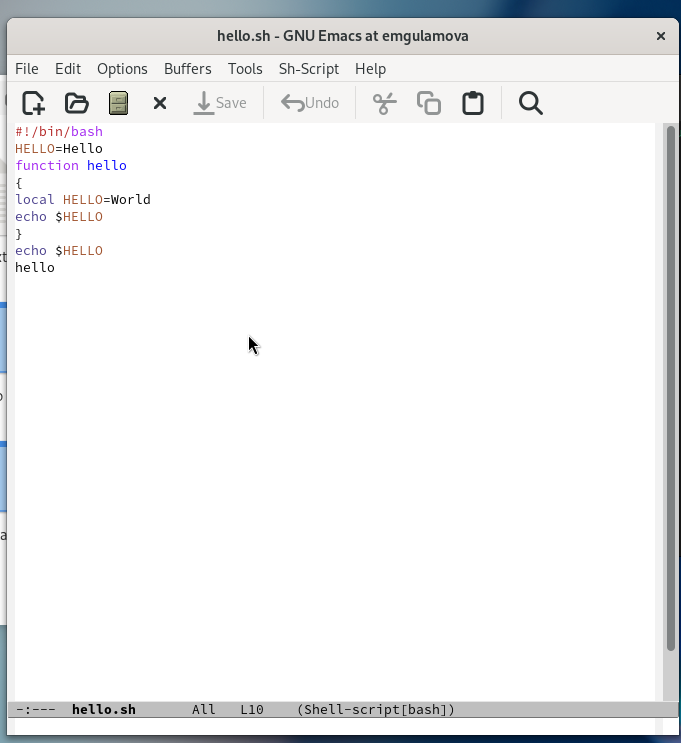 hello.sh - GNU Emacs at emgulamova
File Edit Options Buffers Tools Sh-Script Help
Save Undo
#!/bin/bash
HELLO=Hello
function hello
{
local HELLO=World
echo $HELLO
}
echo $HELLO
hello
-:--- hello.sh All L10 (Shell-script[bash])